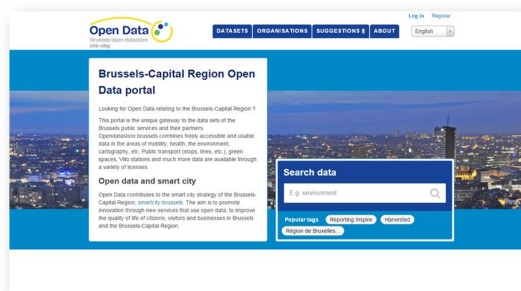 Log in Register
Open Data
Brussels open datastore
cirb-cibg
DATASETS ORGANISATIONS SUGGESTIONS § ABOUT
English
Brussels-Capital Region Open
Data portal
Looking for Open Data relating to the Brussels-Capital Region ?
This portal is the unique gateway to the data sets of the
Brussels public services and their partners.
Opendatastore brussels combines freely accessible and usable
data in the areas of mobility, health, the environment,
cartography, etc. Public transport (stops, lines, etc.), green
spaces, Villo stations and much more data are available through
a variety of licenses.
Open data and smart city
Open Data contributes to the smart city strategy of the Brussels-
Capital Region, smartcity-brussels. The aim is to promote
innovation through new services that use open data, to improve
the quality of life of citizens, visitors and businesses in Brussels
and the Brussels-Capital Region.
Search data
E.g. environment
Popular tags Reporting Inspire Harvested
Région de Bruxelles...